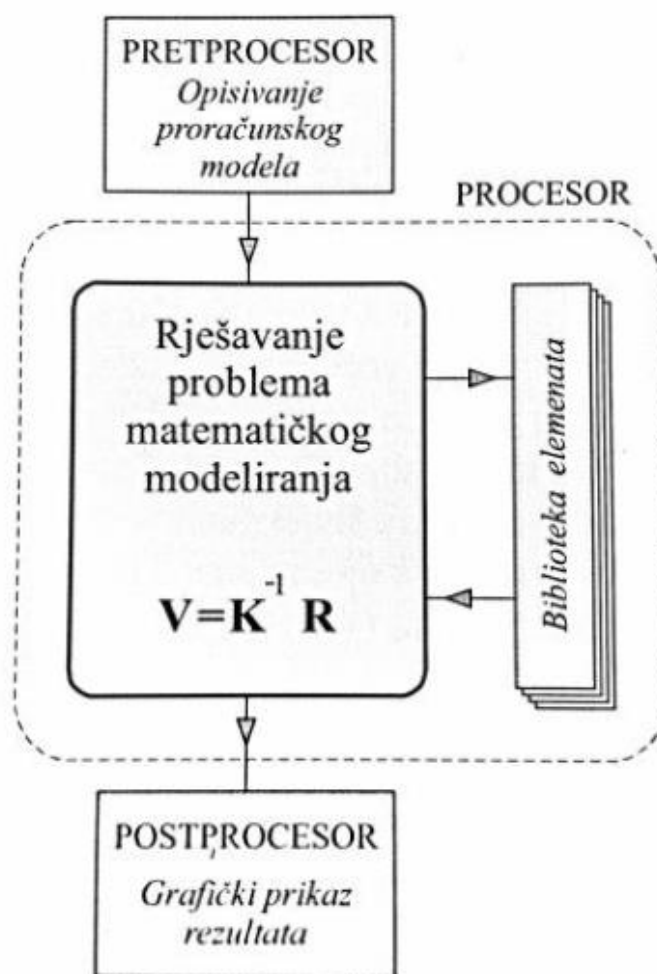 PRETPROCESOR
Opisivanje
proračunskog
modela
PROCESOR
Rješavanje
problema
matematičkog
modeliranja
V=K⁻¹ R
Biblioteka elemenata
POSTPROCESOR
Grafički prikaz
rezultata